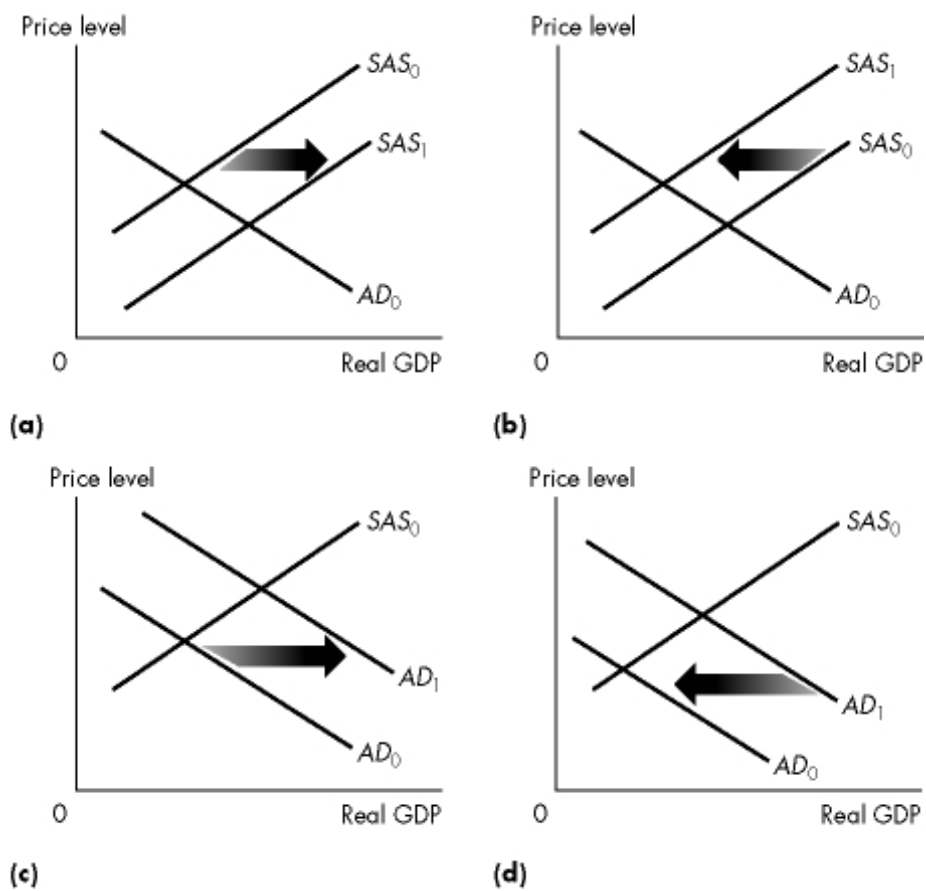 Price level
SAS₀
SAS₁
AD₀
0
Real GDP
(a)
Price level
SAS₁
SAS₀
AD₀
0
Real GDP
(b)
Price level
SAS₀
AD₁
AD₀
0
Real GDP
(c)
Price level
SAS₀
AD₁
AD₀
0
Real GDP
(d)